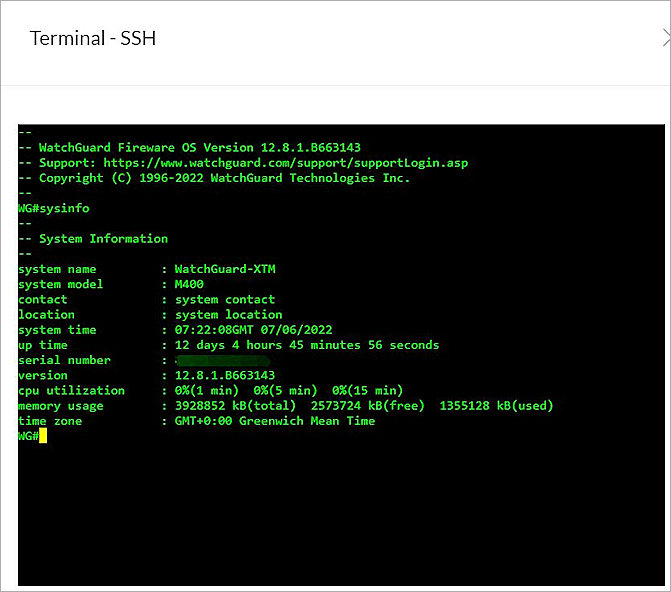 Terminal - SSH
--
-- WatchGuard Fireware OS Version 12.8.1.B663143
-- Support: https://www.watchguard.com/support/supportLogin.asp
-- Copyright (C) 1996-2022 WatchGuard Technologies Inc.
--
WG#sysinfo
--
-- System Information
--
system name : WatchGuard-XTM
system model : M400
contact : system contact
location : system location
system time : 07:22:08GMT 07/06/2022
up time : 12 days 4 hours 45 minutes 56 seconds
serial number :
version : 12.8.1.B663143
cpu utilization : 0%(1 min) 0%(5 min) 0%(15 min)
memory usage : 3928852 kB(total) 2573724 kB(free) 1355128 kB(used)
time zone : GMT+0:00 Greenwich Mean Time
WG#